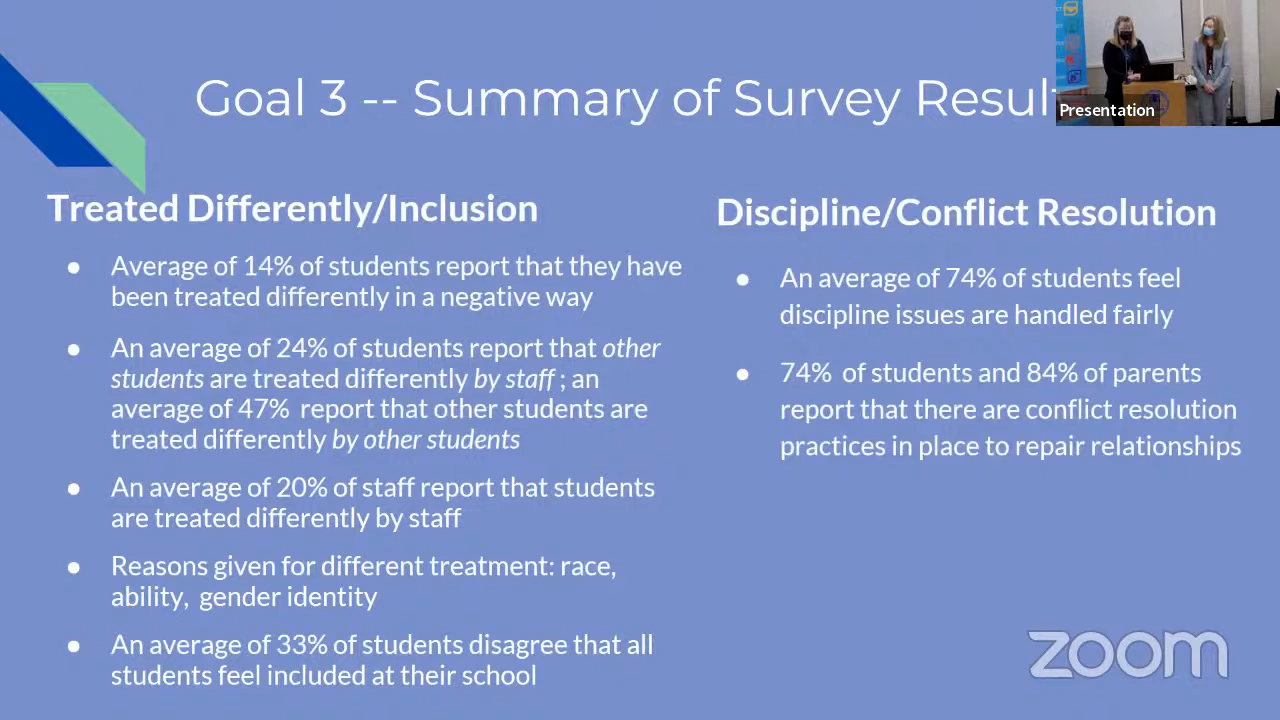 Goal 3 -- Summary of Survey Result
Presentation
Treated Differently/Inclusion
● Average of 14% of students report that they have
been treated differently in a negative way
● An average of 24% of students report that other
students are treated differently by staff ; an
average of 47% report that other students are
treated differently by other students
● An average of 20% of staff report that students
are treated differently by staff
● Reasons given for different treatment: race,
ability, gender identity
● An average of 33% of students disagree that all
students feel included at their school
Discipline/Conflict Resolution
● An average of 74% of students feel
discipline issues are handled fairly
● 74% of students and 84% of parents
report that there are conflict resolution
practices in place to repair relationships
zoom